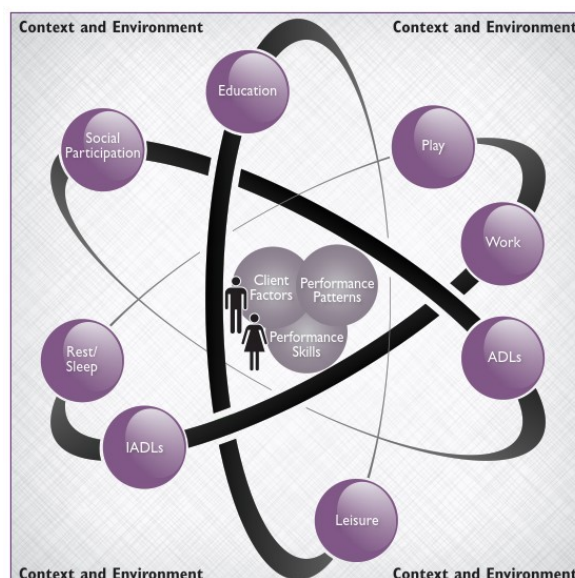 Context and Environment
Context and Environment
Education
Social
Participation
Play
Work
Client
Factors
Performance
Patterns
Performance
Skills
Rest/
Sleep
ADLs
IADLs
Leisure
Context and Environment
Context and Environment